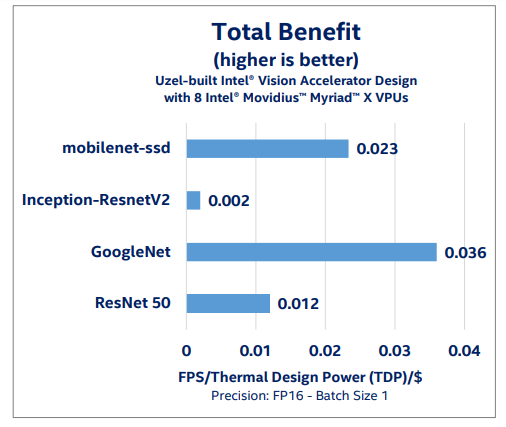 Total Benefit
(higher is better)
Uzel-built Intel® Vision Accelerator Design
with 8 Intel® Movidius™ Myriad™ X VPUs
mobilenet-ssd 0.023
Inception-ResnetV2 0.002
GoogleNet 0.036
ResNet 50 0.012
0 0.01 0.02 0.03 0.04
FPS/Thermal Design Power (TDP)/$
Precision: FP16 - Batch Size 1